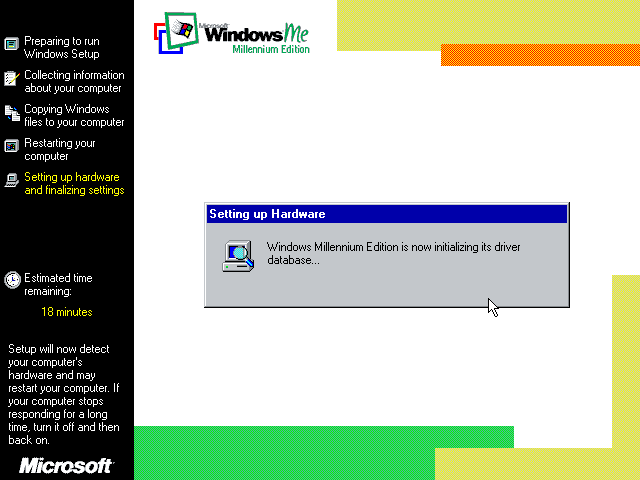 Preparing to run
Windows Setup
Collecting information
about your computer
Copying Windows
files to your computer
Restarting your
computer
Setting up hardware
and finalizing settings
Estimated time
remaining:
18 minutes
Setup will now detect
your computer's
hardware and may
restart your computer. If
your computer stops
responding for a long
time, turn it off and then
back on.
Microsoft
Microsoft
Windows Me
Millennium Edition
Setting up Hardware
Windows Millennium Edition is now initializing its driver
database...